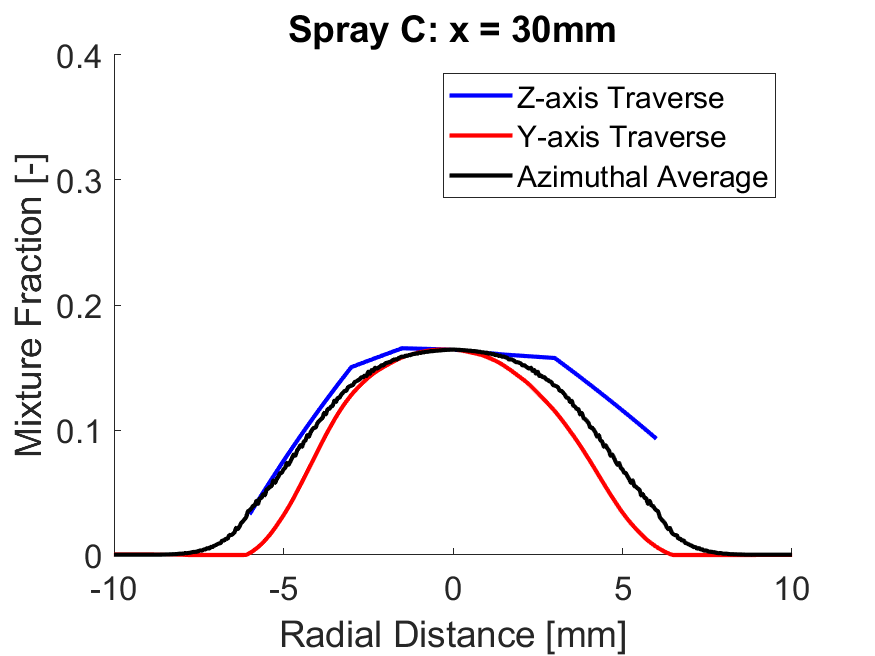 Spray C: x = 30mm
Z-axis Traverse
Y-axis Traverse
Azimuthal Average
Mixture Fraction [-]
0.4
0.3
0.2
0.1
0
-10
-5
0
5
10
Radial Distance [mm]